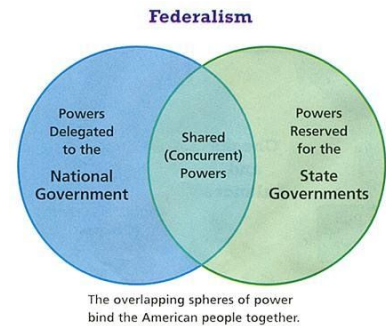 Federalism
Powers
Delegated
to the
National
Government
Shared
(Concurrent)
Powers
Powers
Reserved
for the
State
Governments
The overlapping spheres of power
bind the American people together.